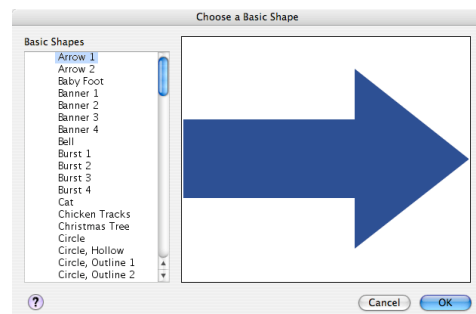 Choose a Basic Shape
Basic Shapes
Arrow 1
Arrow 2
Baby Foot
Banner 1
Banner 2
Banner 3
Banner 4
Bell
Burst 1
Burst 2
Burst 3
Burst 4
Cat
Chicken Tracks
Christmas Tree
Circle
Circle, Hollow
Circle, Outline 1
Circle, Outline 2
?
Cancel
OK